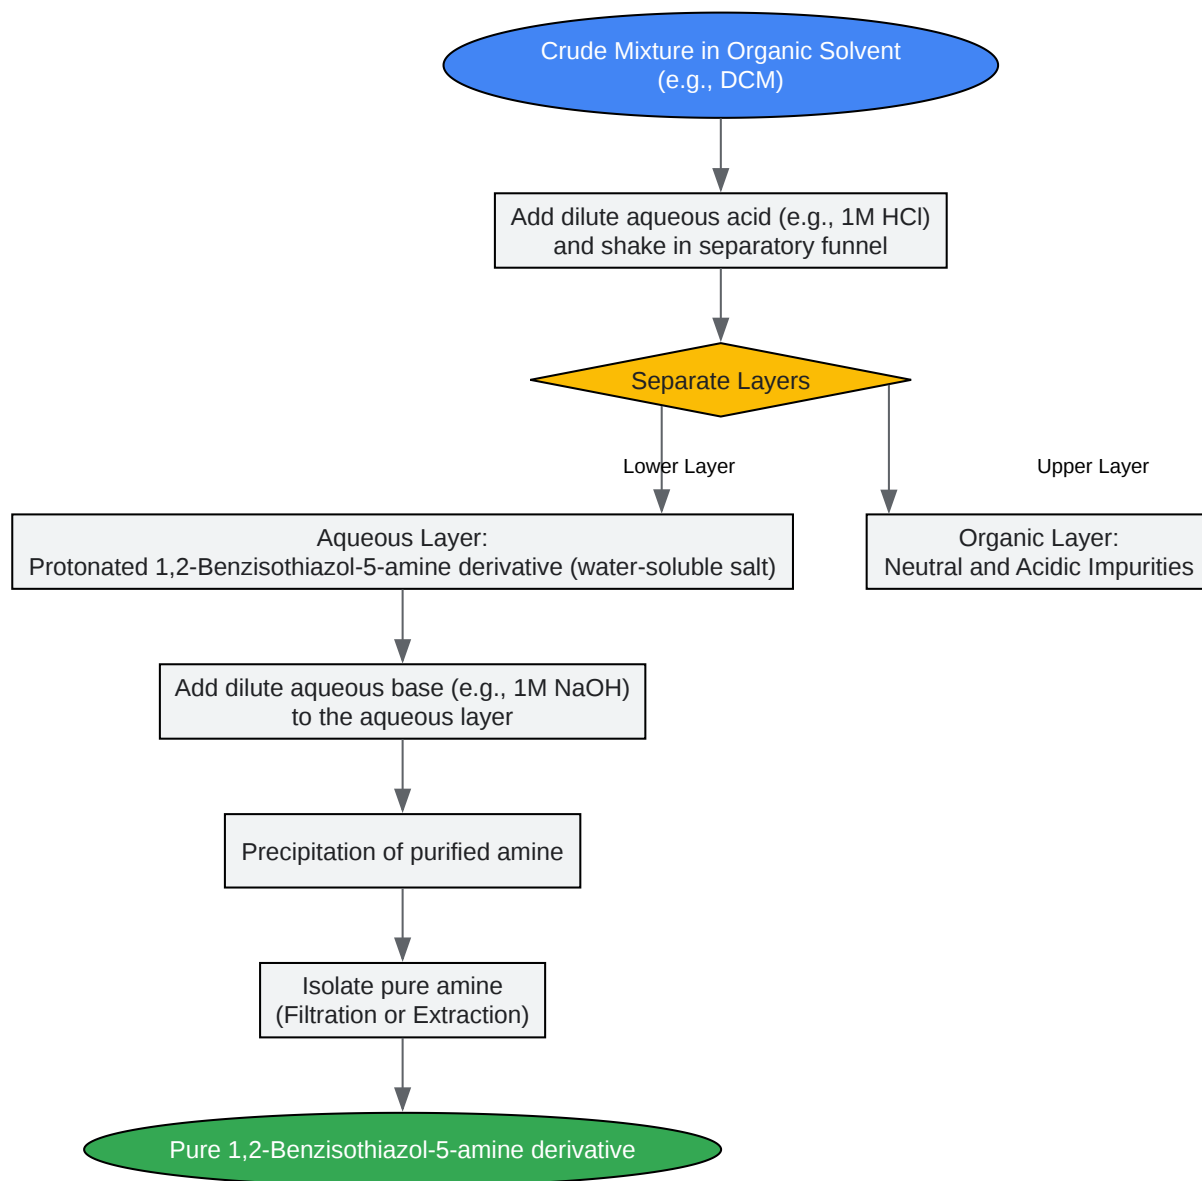 Crude Mixture in Organic Solvent
(e.g., DCM)
Add dilute aqueous acid (e.g., 1M HCl)
and shake in separatory funnel
Separate Layers
Lower Layer
Upper Layer
Aqueous Layer:
Protonated 1,2-Benzisothiazol-5-amine derivative (water-soluble salt)
Organic Layer:
Neutral and Acidic Impurities
Add dilute aqueous base (e.g., 1M NaOH)
to the aqueous layer
Precipitation of purified amine
Isolate pure amine
(Filtration or Extraction)
Pure 1,2-Benzisothiazol-5-amine derivative